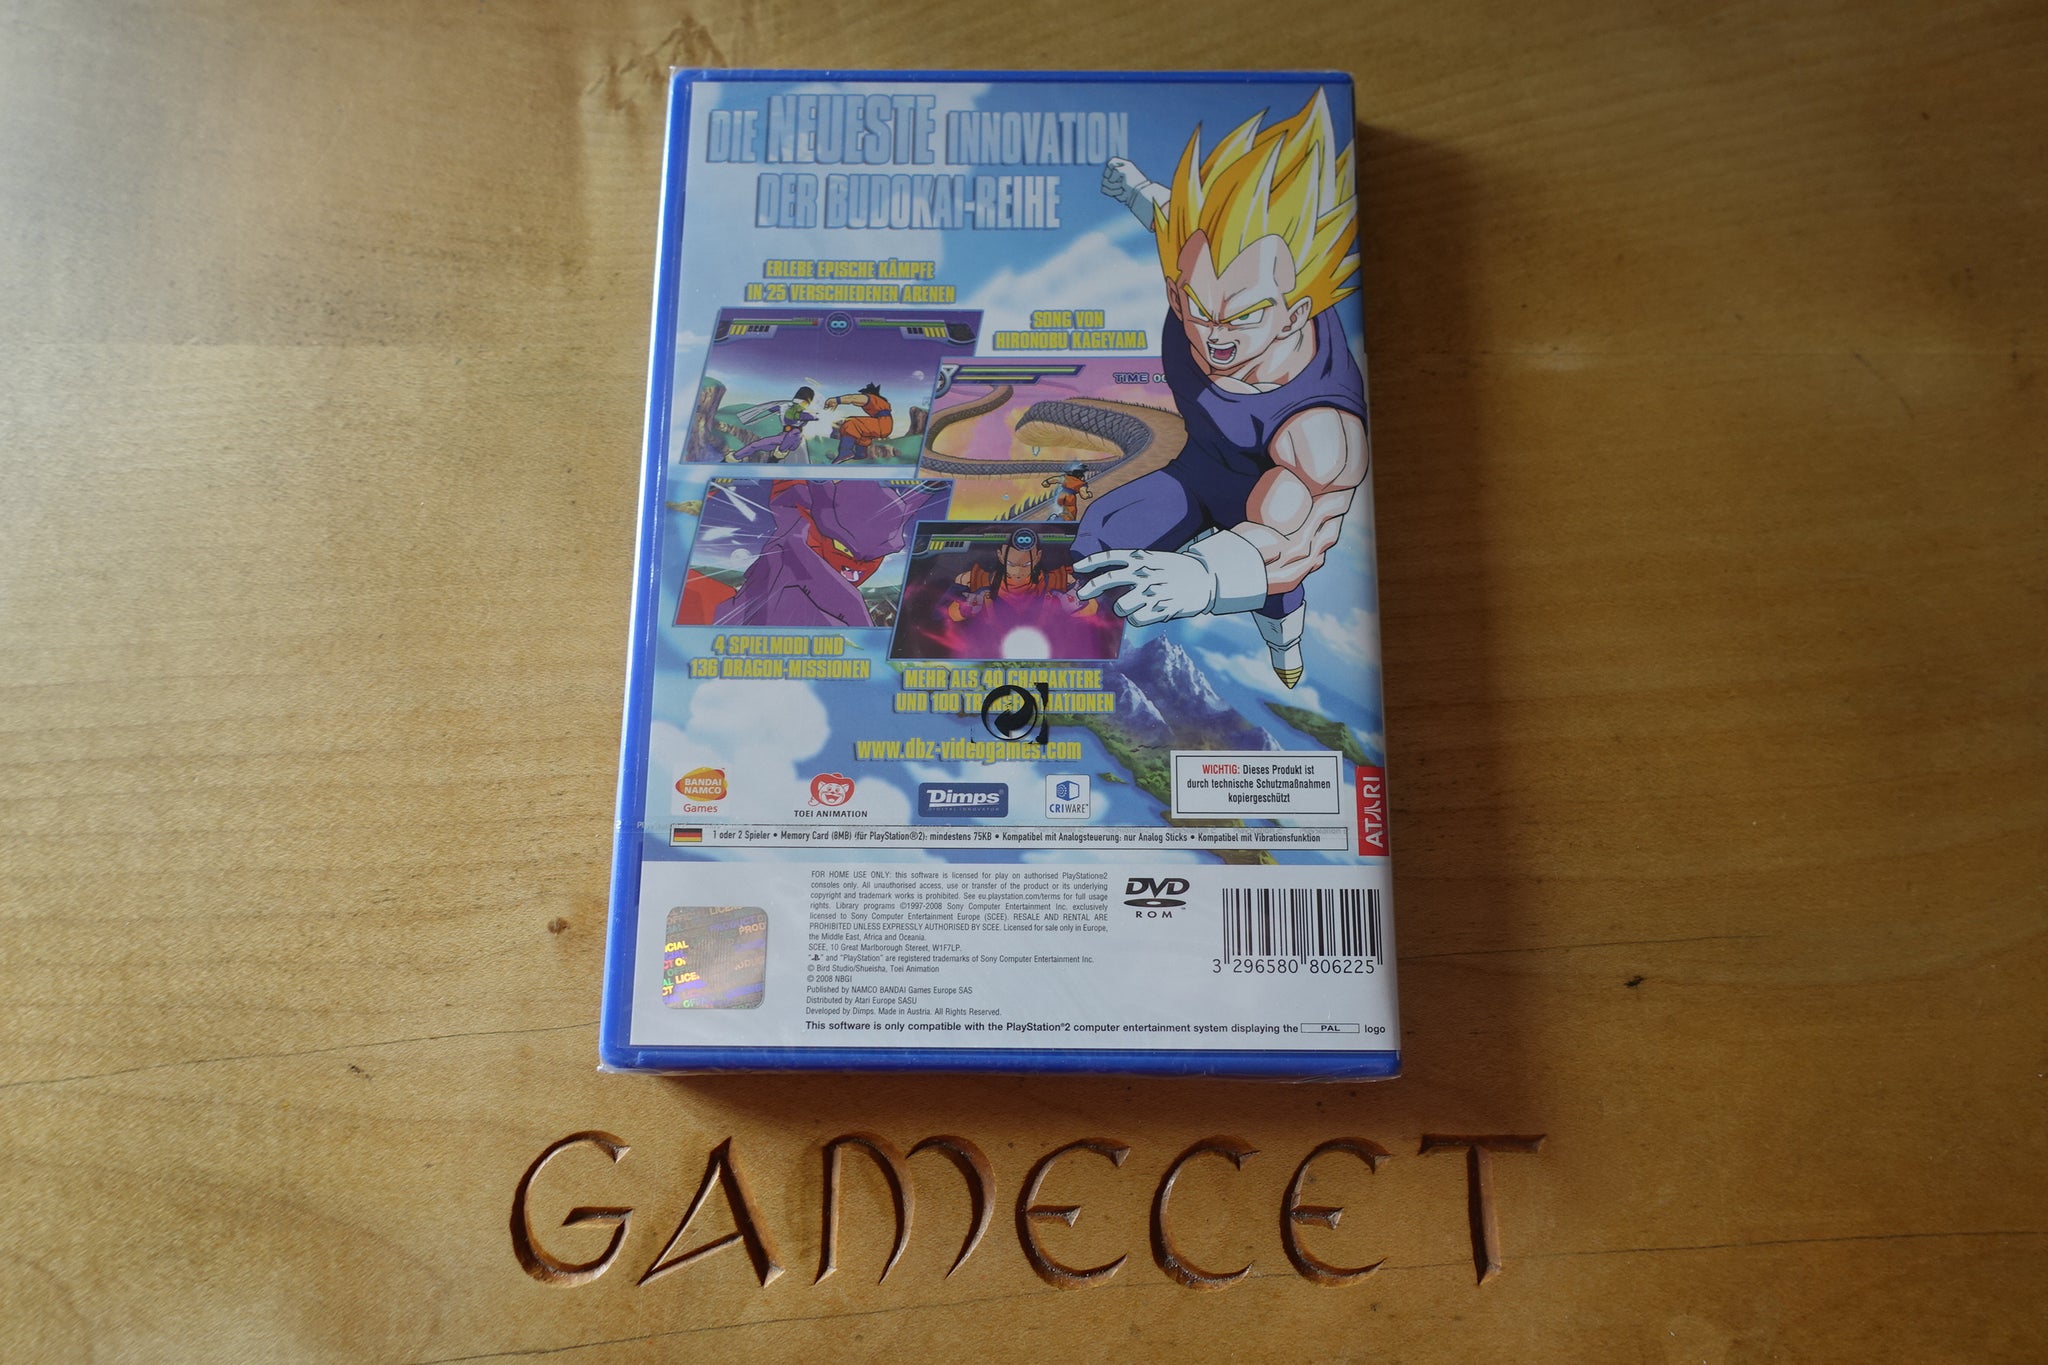 DIE NEUESTE INNOVATION
DER BUDOKAI-REIHE
ERLEBE EPISCHE KÄMPFE
IN 25 VERSCHIEDENEN ARENEN
SONG VON
HIRONOBU KAGEYAMA
TIME
4 SPIELMODI UND
136 DRAGON-MISSIONEN
MEHR ALS 40 CHARAKTERE
UND 100 TRANSFORMATIONEN
www.dbz-videogames.com
BANDAI
NAMCO
Games
TOEI ANIMATION
Dimps
DIGITAL INNOVATOR
CRIWARE™
WICHTIG: Dieses Produkt ist
durch technische Schutzmaßnahmen
kopiergeschützt
ATARI
1 oder 2 Spieler • Memory Card (8MB) (für PlayStation®2): mindestens 75KB • Kompatibel mit Analogsteuerung: nur Analog Sticks • Kompatibel mit Vibrationsfunktion
FOR HOME USE ONLY: this software is licensed for play on authorised PlayStation®2
consoles only. All unauthorised access, use or transfer of the product or its underlying
copyright and trademark works is prohibited. See eu.playstation.com/terms for full usage
rights. Library programs ©1997-2008 Sony Computer Entertainment Inc. exclusively
licensed to Sony Computer Entertainment Europe (SCEE). RESALE AND RENTAL ARE
PROHIBITED UNLESS EXPRESSLY AUTHORISED BY SCEE. Licensed for sale only in Europe,
the Middle East, Africa and Oceania.
SCEE, 10 Great Marlborough Stereet, W1F7LP.
" " and "PlayStation" are registered trademarks of Sony Computer Entertainment Inc.
© Bird Studio/Shueisha, Toei Animation
© 2008 NBGI
Published by NAMCO BANDAI Games Europe SAS
Distributed by Atari Europe SASU
Developed by Dimps. Made in Austria. All Rights Reserved.
This software is only compatible with the PlayStation®2 computer entertainment system displaying the PAL logo
DVD
ROM
3 296580 806225
GAMECET